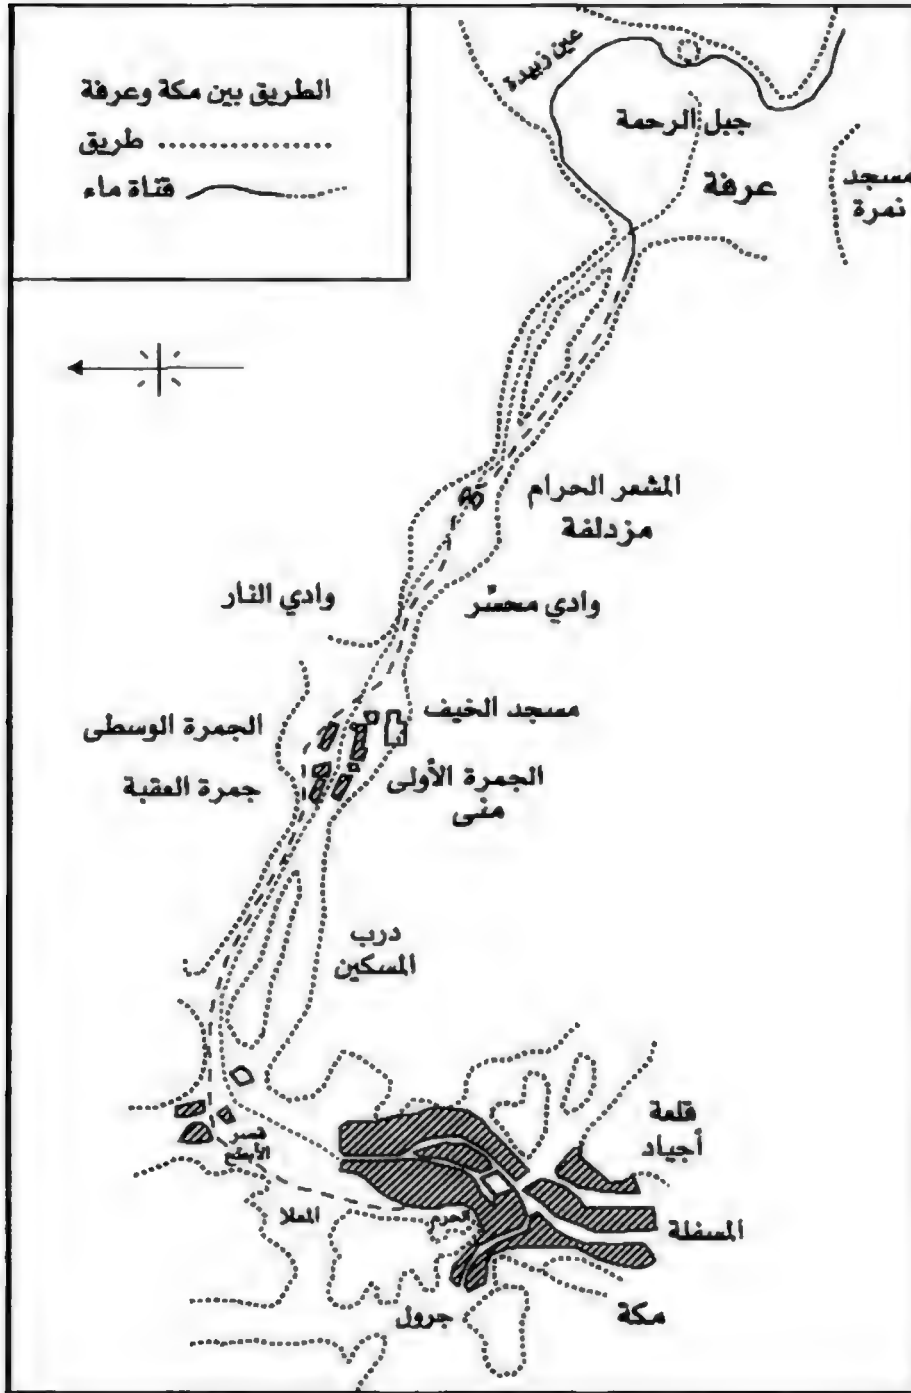 الطريق بين مكة وعرفة
طريق
قناة ماء
عين زبيدة
جبل الرحمة
عرفة
مسجد
نمرة
المشعر الحرام
مزدلفة
وادي محسّر
وادي النار
مسجد الخيف
الجمرة الوسطى
الجمرة الأولى
جمرة العقبة
منى
درب
المسكين
قلعة
أجياد
قصر
الأبطح
المعلا
الحرم
المسفلة
جرول
مكة